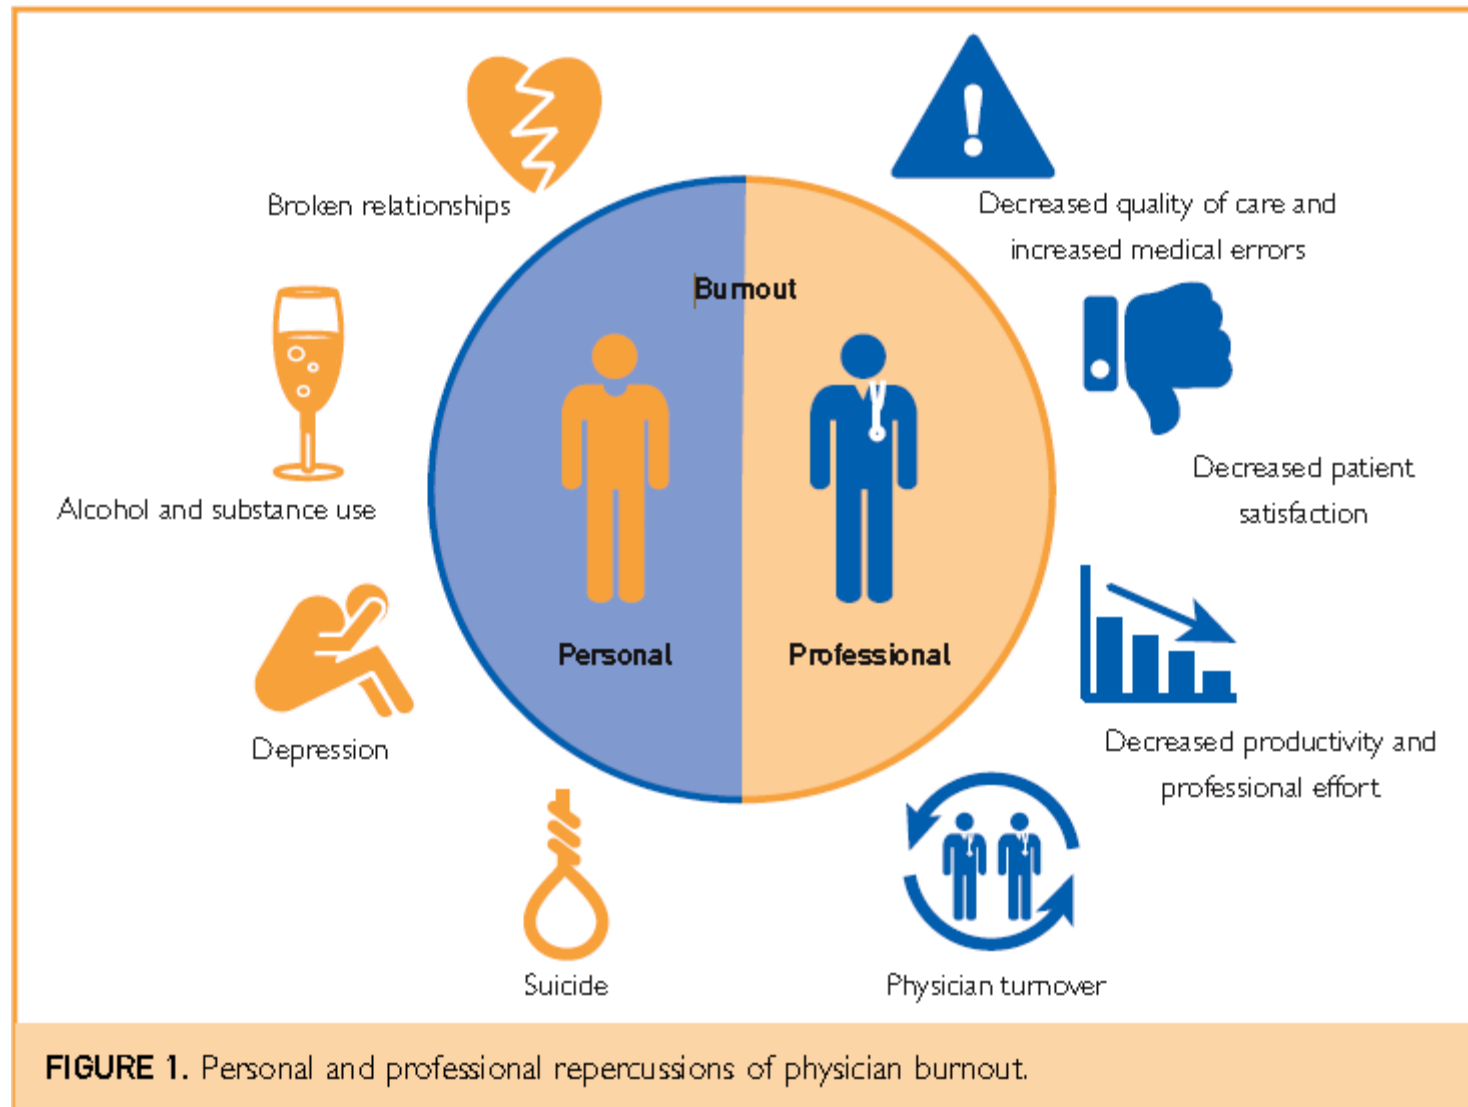 Broken relationships
Decreased quality of care and
increased medical errors
Burnout
Alcohol and substance use
Decreased patient
satisfaction
Personal
Professional
Depression
Decreased productivity and
professional effort
Suicide
Physician turnover
FIGURE 1. Personal and professional repercussions of physician burnout.